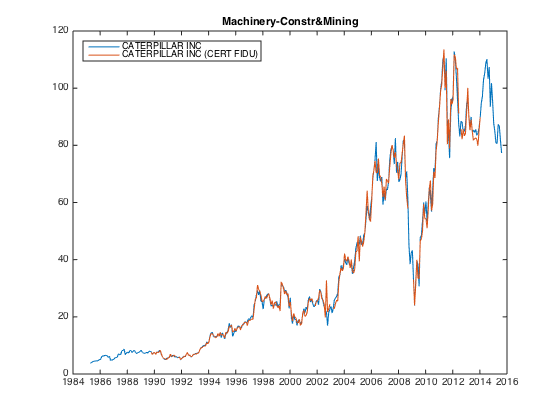 Machinery-Constr&Mining
CATERPILLAR INC
CATERPILLAR INC (CERT FIDU)
120
100
80
60
40
20
0
1984 1986 1988 1990 1992 1994 1996 1998 2000 2002 2004 2006 2008 2010 2012 2014 2016